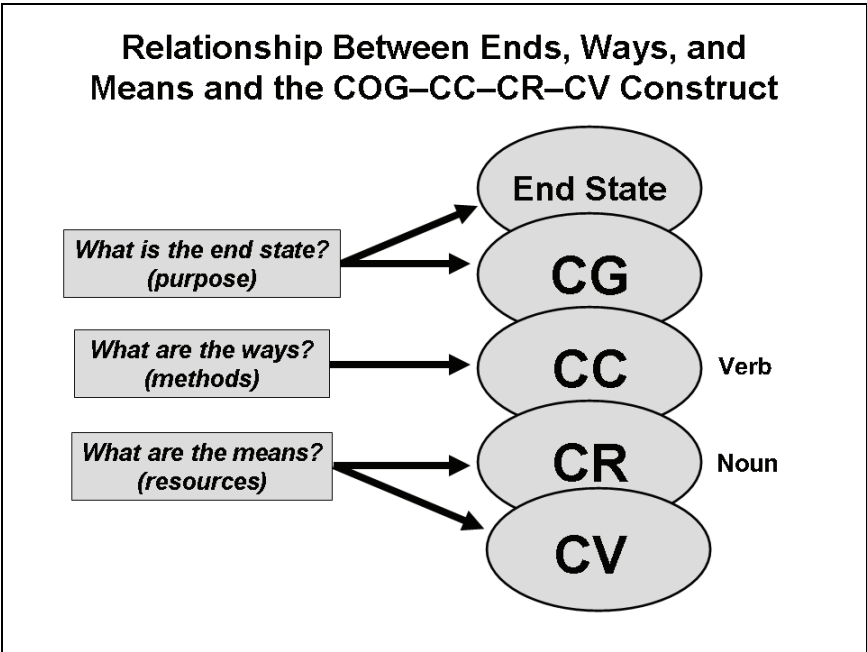 Relationship Between Ends, Ways, and
Means and the COG–CC–CR–CV Construct
End State
What is the end state?
(purpose)
CG
What are the ways?
(methods)
CC
Verb
What are the means?
(resources)
CR
Noun
CV